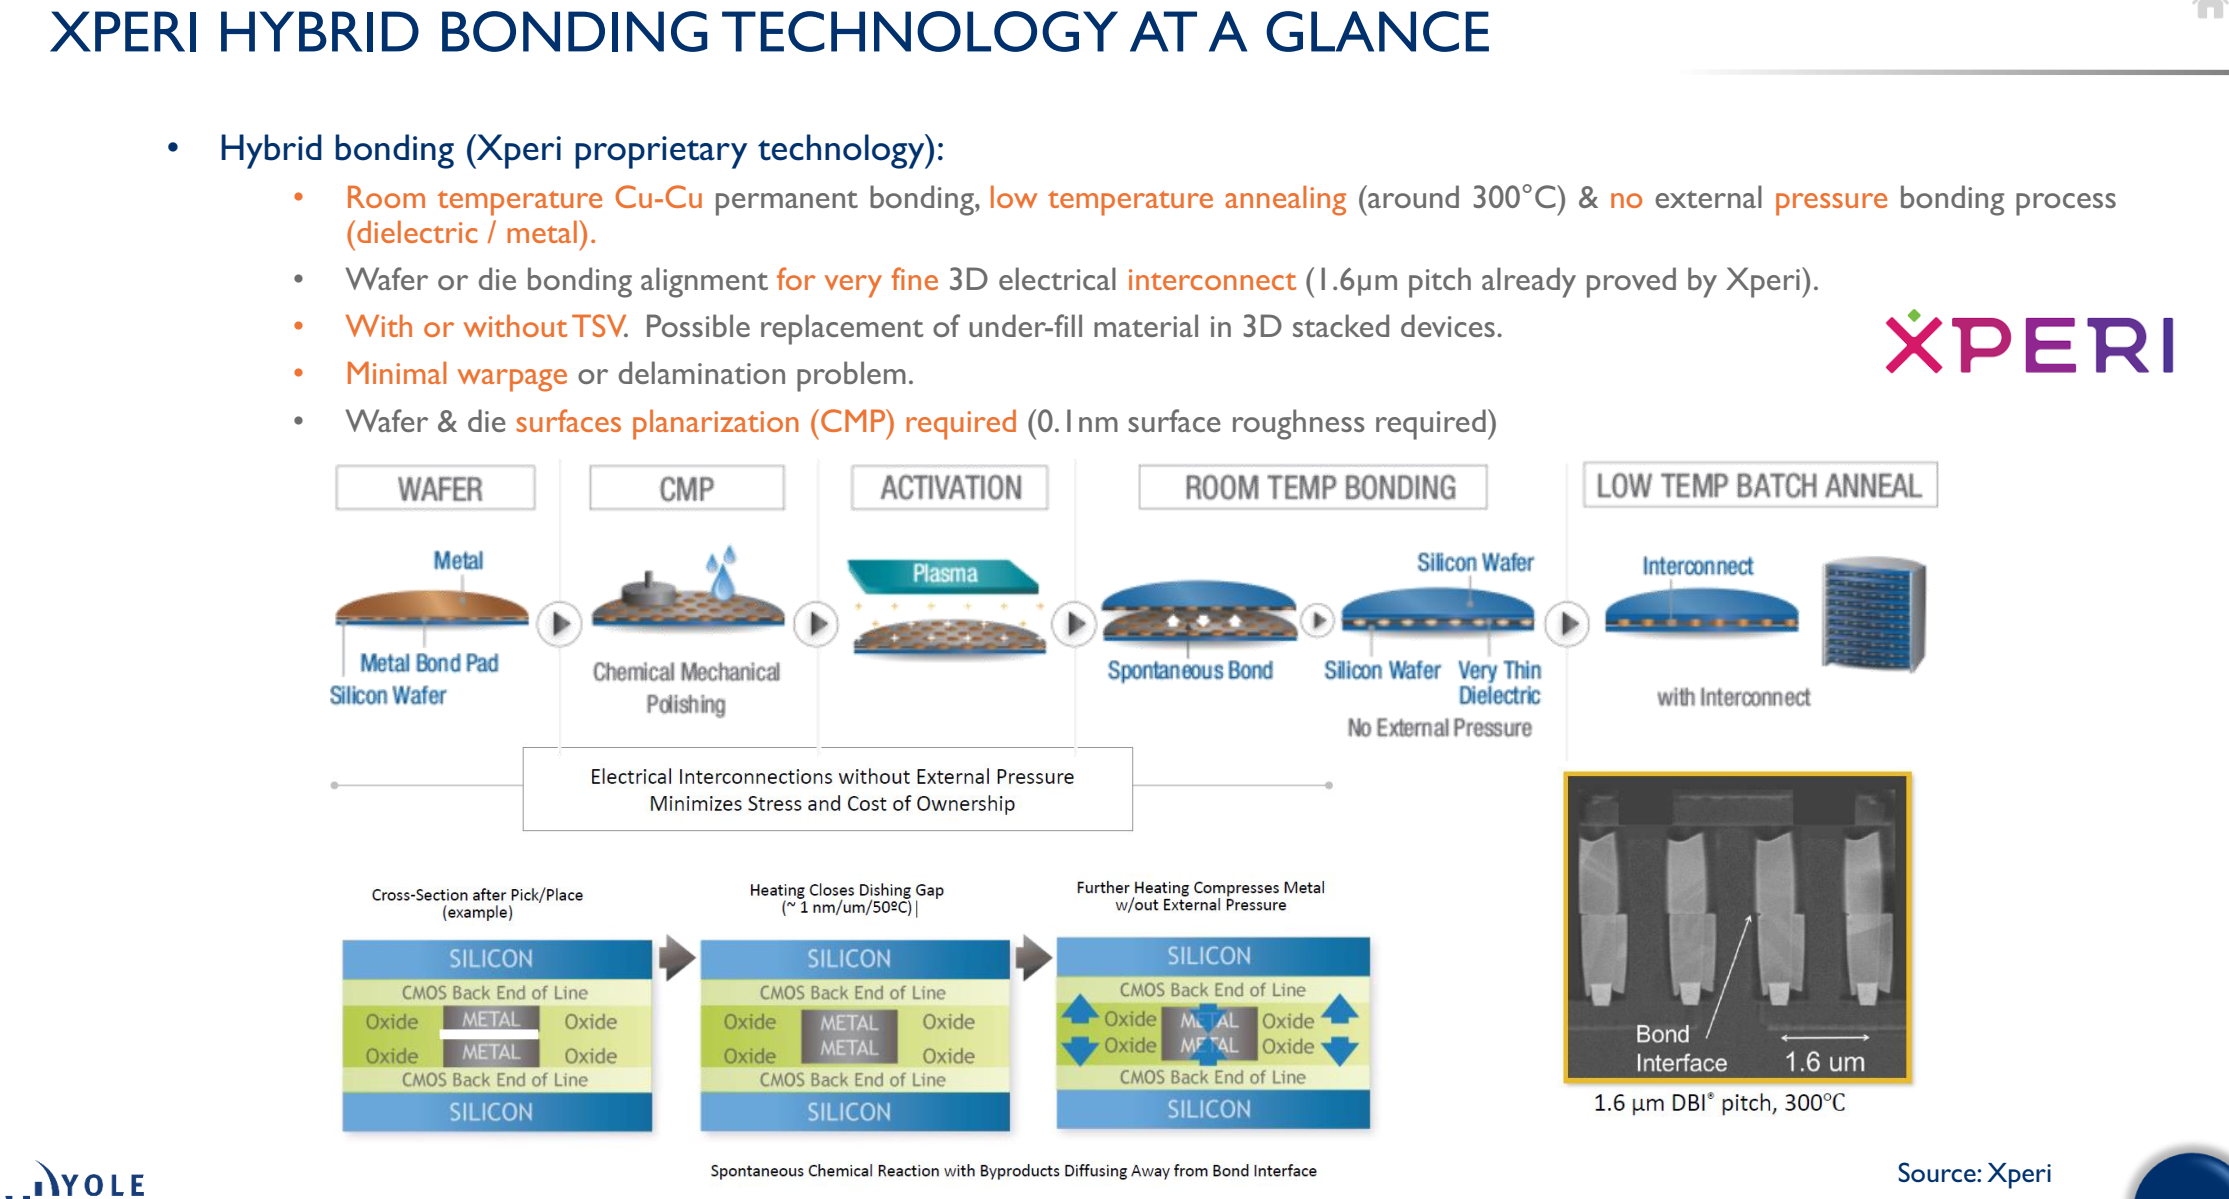 XPERI HYBRID BONDING TECHNOLOGY AT A GLANCE
• Hybrid bonding (Xperi proprietary technology):
• Room temperature Cu-Cu permanent bonding, low temperature annealing (around 300°C) & no external pressure bonding process
(dielectric / metal).
• Wafer or die bonding alignment for very fine 3D electrical interconnect (1.6µm pitch already proved by Xperi).
• With or without TSV. Possible replacement of under-fill material in 3D stacked devices.
• Minimal warpage or delamination problem.
• Wafer & die surfaces planarization (CMP) required (0.1nm surface roughness required)
XPERI
WAFER
CMP
ACTIVATION
ROOM TEMP BONDING
LOW TEMP BATCH ANNEAL
Metal
Metal Bond Pad
Silicon Wafer
Chemical Mechanical
Polishing
Plasma
Spontaneous Bond
Silicon Wafer
Silicon Wafer
Very Thin
Dielectric
No External Pressure
Interconnect
with Interconnect
Electrical Interconnections without External Pressure
Minimizes Stress and Cost of Ownership
Cross-Section after Pick/Place
(example)
SILICON
CMOS Back End of Line
Oxide METAL Oxide
Oxide METAL Oxide
CMOS Back End of Line
SILICON
Heating Closes Dishing Gap
(~ 1 nm/um/50ºC)|
SILICON
CMOS Back End of Line
Oxide METAL Oxide
Oxide METAL Oxide
CMOS Back End of Line
SILICON
Further Heating Compresses Metal
w/out External Pressure
SILICON
CMOS Back End of Line
Oxide METAL Oxide
Oxide METAL Oxide
CMOS Back End of Line
SILICON
Bond
Interface
1.6 um
1.6 µm DBI® pitch, 300°C
Spontaneous Chemical Reaction with Byproducts Diffusing Away from Bond Interface
Source: Xperi
YOLE